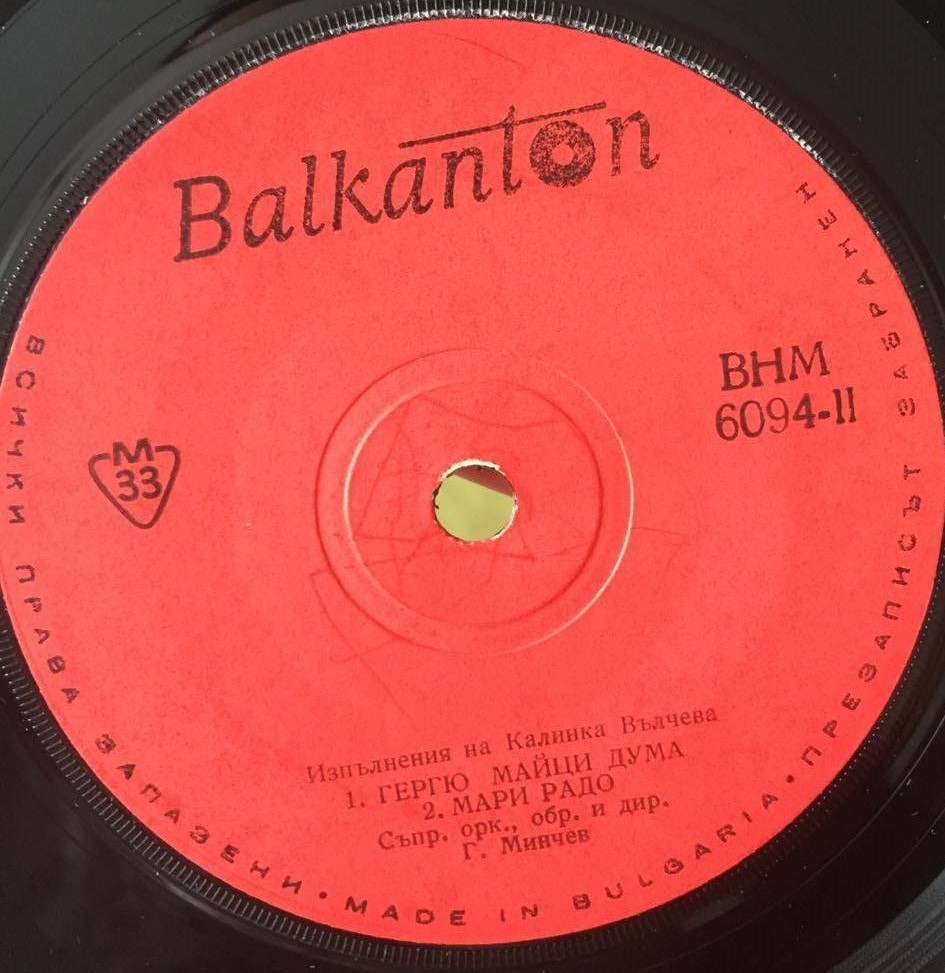 Balkanton
ВНМ
6094-II
M
33
Изпълнения на Калинка Вълчева
1. ГЕРГЮ МАЙЦИ ДУМА
2. МАРИ РАДО
Съпр. орк., обр. и дир.
Г. Минчев
ВСИЧКИ ПРАВА ЗАПАЗЕНИ • MADE IN BULGARIA • ПРЕЗАПИСЪТ ЗАБРАНЕН